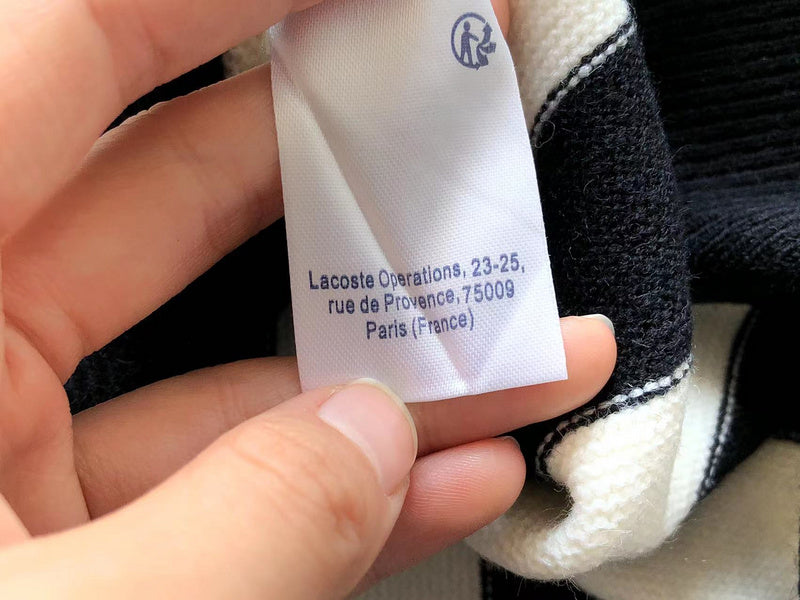 Lacoste Operations, 23-25,
rue de Provence, 75009
Paris (France)